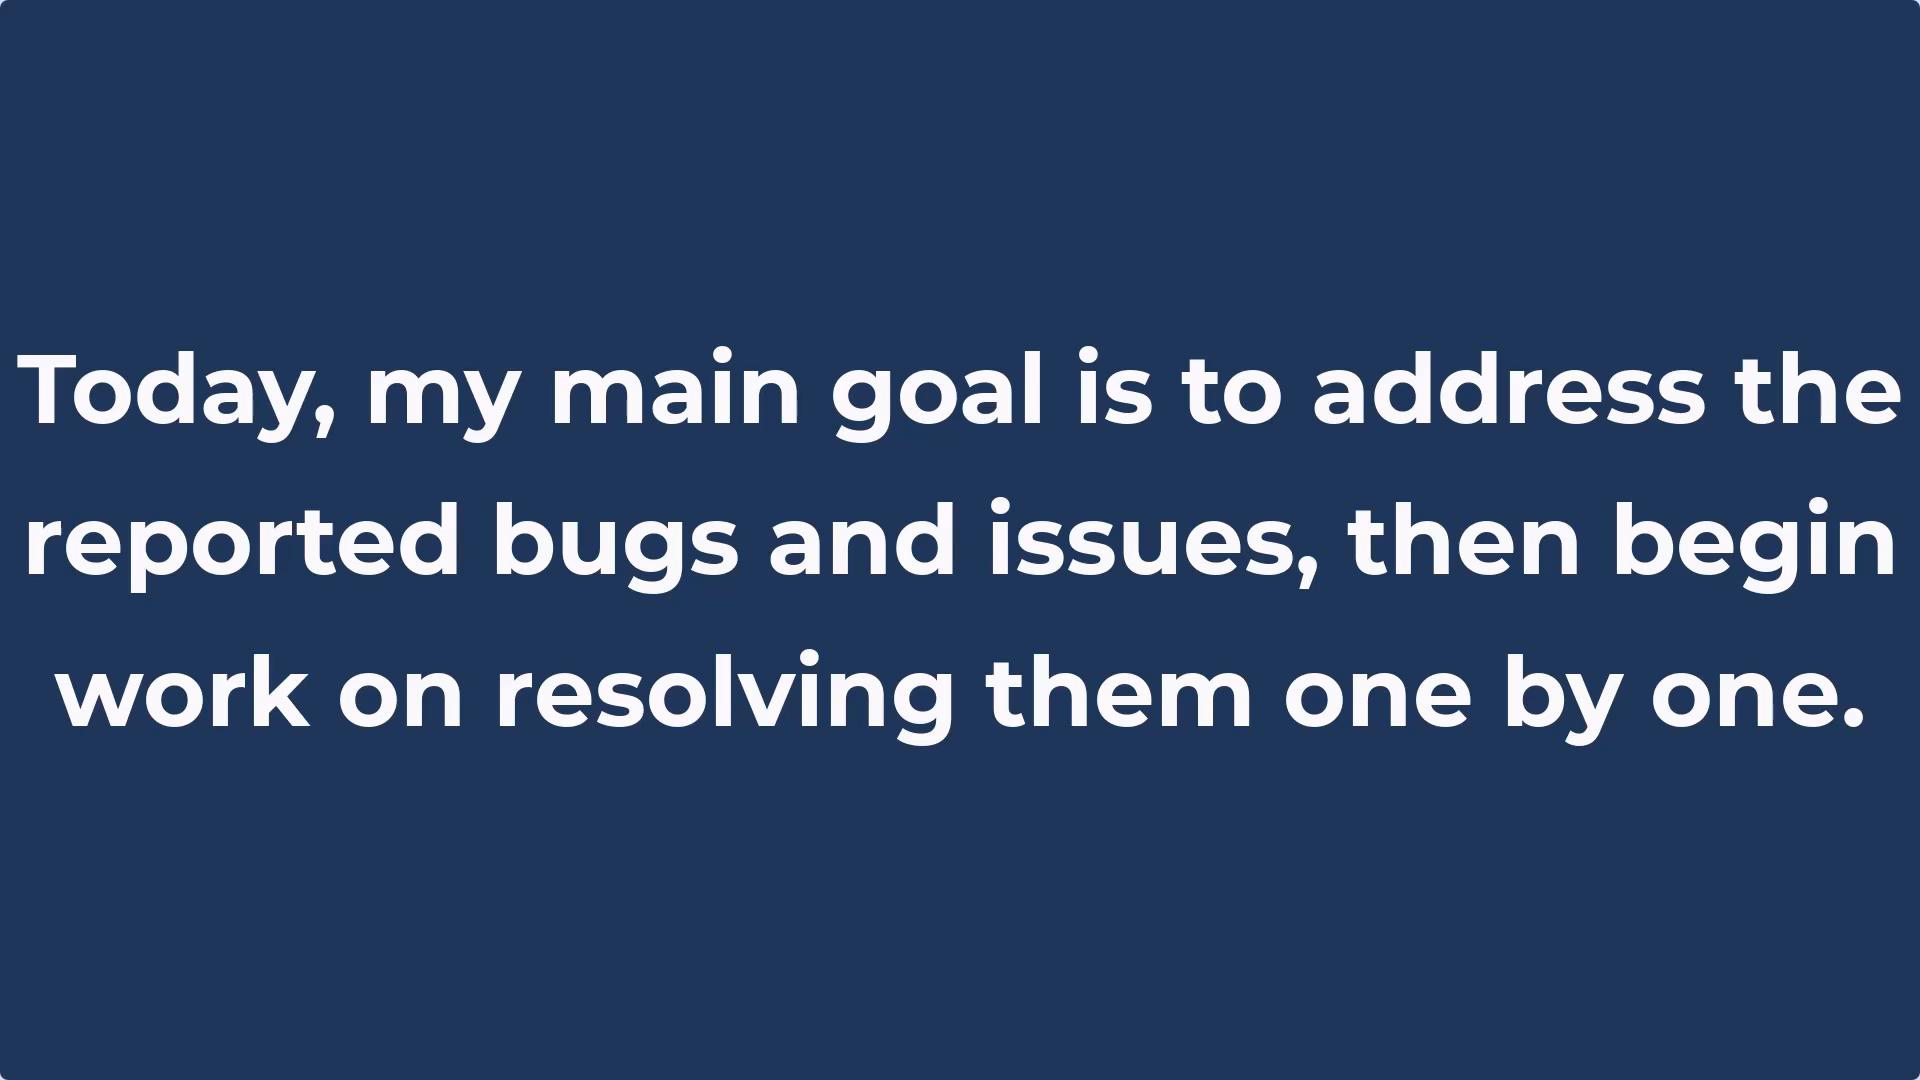 Today, my main goal is to address the
reported bugs and issues, then begin
work on resolving them one by one.